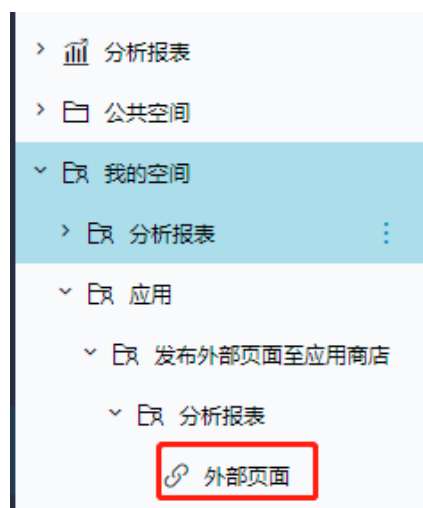 分析报表
公共空间
我的空间
分析报表
应用
发布外部页面至应用商店
分析报表
外部页面